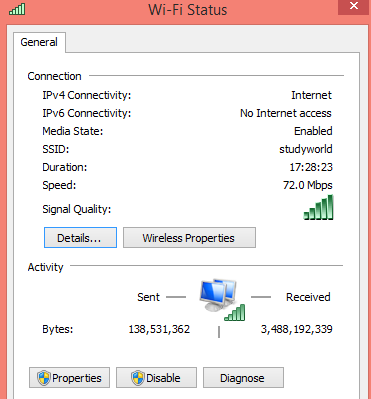 Wi-Fi Status
General
Connection
IPv4 Connectivity: Internet
IPv6 Connectivity: No Internet access
Media State: Enabled
SSID: studyworld
Duration: 17:28:23
Speed: 72.0 Mbps
Signal Quality:
Details... Wireless Properties
Activity
Sent Received
Bytes: 138,531,362 3,488,192,339
Properties Disable Diagnose